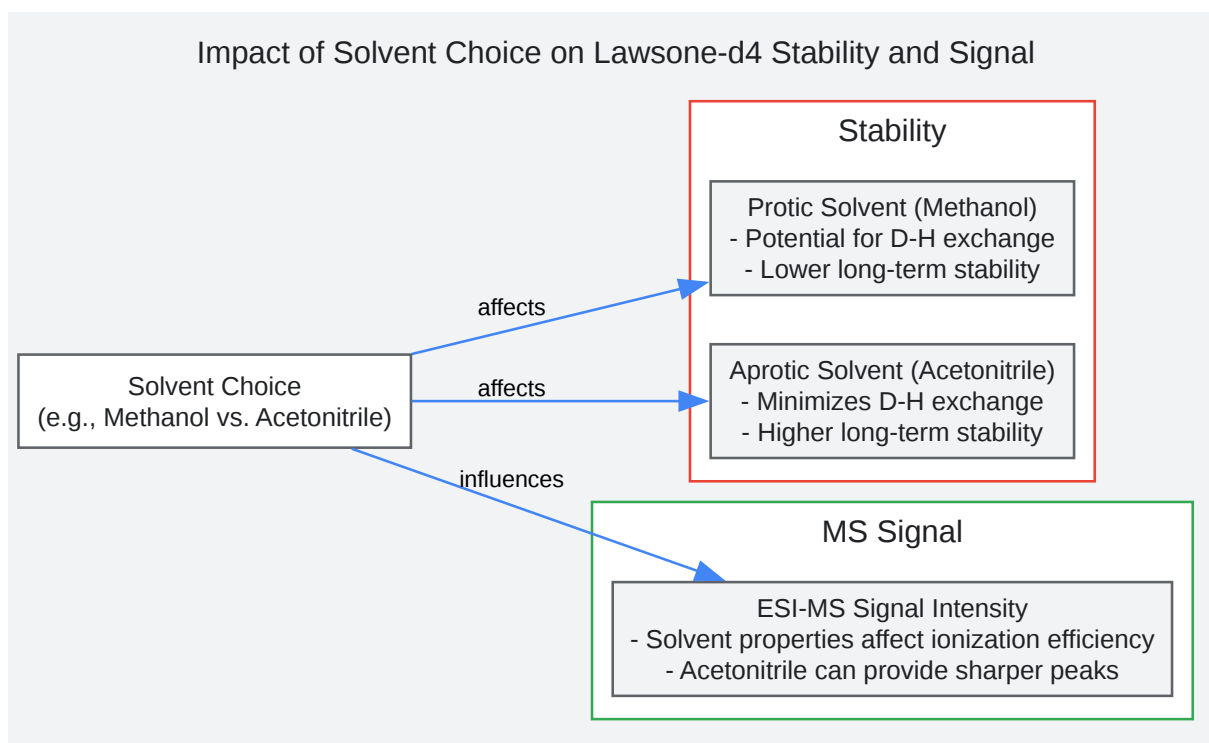 Impact of Solvent Choice on Lawsone-d4 Stability and Signal
Stability
Protic Solvent (Methanol)
- Potential for D-H exchange
- Lower long-term stability
affects
Solvent Choice
(e.g., Methanol vs. Acetonitrile)
affects
Aprotic Solvent (Acetonitrile)
- Minimizes D-H exchange
- Higher long-term stability
influences
MS Signal
ESI-MS Signal Intensity
- Solvent properties affect ionization efficiency
- Acetonitrile can provide sharper peaks